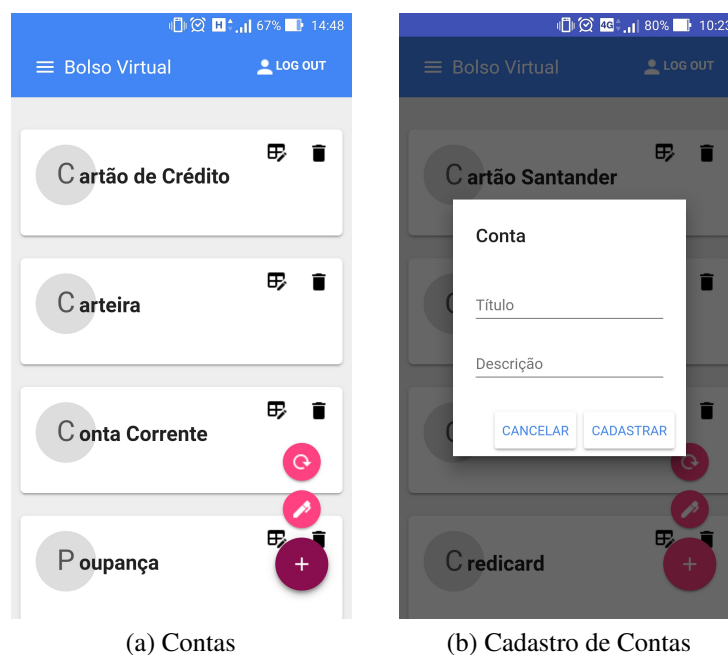 67% 14:48
Bolso Virtual LOG OUT
Cartão de Crédito
Carteira
Conta Corrente
Poupança
+
(a) Contas
4G 80% 10:23
Bolso Virtual LOG OUT
Cartão Santander
Conta
Título
Descrição
CANCELAR CADASTRAR
Credicard
+
(b) Cadastro de Contas